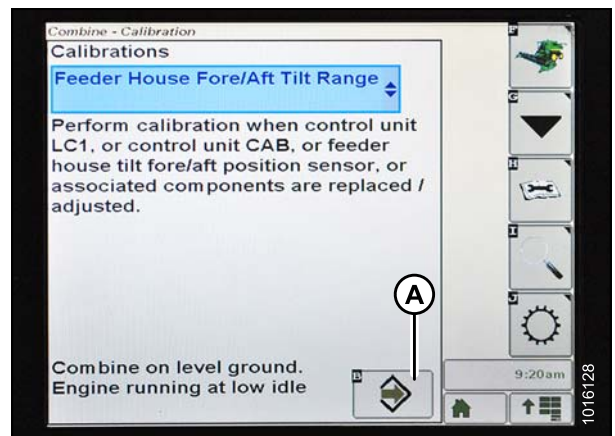 Combine - Calibration
Calibrations
Feeder House Fore/Aft Tilt Range
Perform calibration when control unit
LC1, or control unit CAB, or feeder
house tilt fore/aft position sensor, or
associated components are replaced /
adjusted.
Combine on level ground.
Engine running at low idle
A
B
F
G
H
I
J
9:20am
1016128